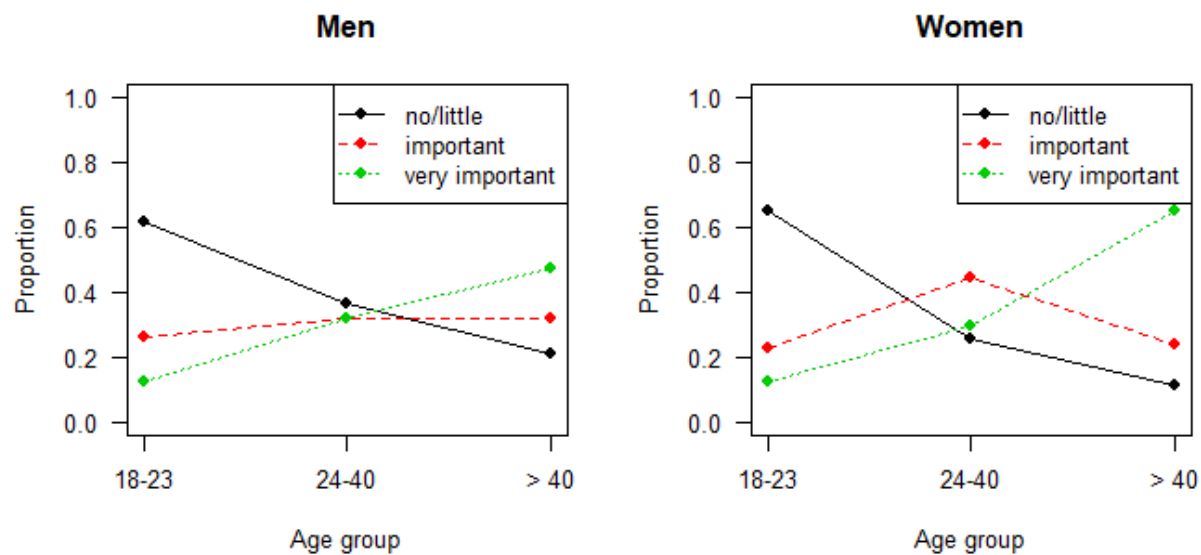 Men
1.0
0.8
0.6
0.4
0.2
0.0
Proportion
no/little
important
very important
18-23
24-40
> 40
Age group
Women
1.0
0.8
0.6
0.4
0.2
0.0
Proportion
no/little
important
very important
18-23
24-40
> 40
Age group